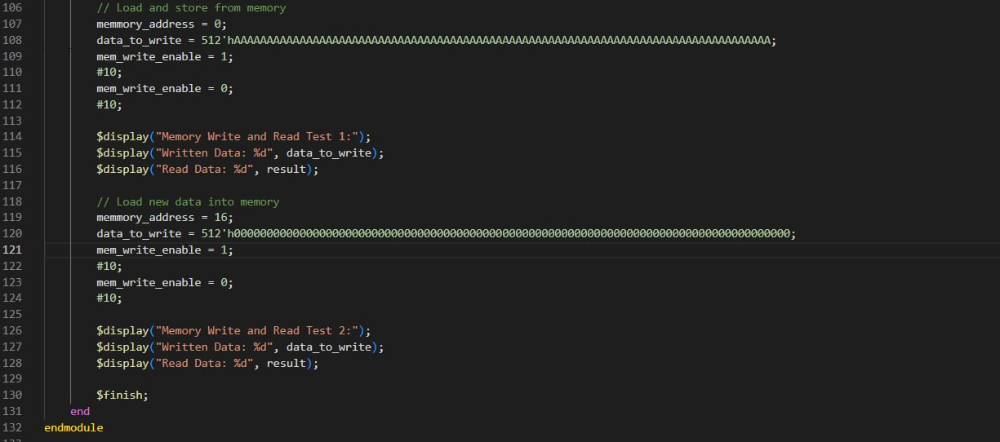 106 // Load and store from memory
107 memmory_address = 0;
108 data_to_write = 512'hAAAAAAAAAAAAAAAAAAAAAAAAAAAAAAAAAAAAAAAAAAAAAAAAAAAAAAAAAAAAAAAAAAAAAAAAAAAAAAAAAA;
109 mem_write_enable = 1;
110 #10;
111 mem_write_enable = 0;
112 #10;
113
114 $display("Memory Write and Read Test 1:");
115 $display("Written Data: %d", data_to_write);
116 $display("Read Data: %d", result);
117
118 // Load new data into memory
119 memmory_address = 16;
120 data_to_write = 512'h0000000000000000000000000000000000000000000000000000000000000000000000000000000000000;
121 mem_write_enable = 1;
122 #10;
123 mem_write_enable = 0;
124 #10;
125
126 $display("Memory Write and Read Test 2:");
127 $display("Written Data: %d", data_to_write);
128 $display("Read Data: %d", result);
129
130 $finish;
131 end
132 endmodule